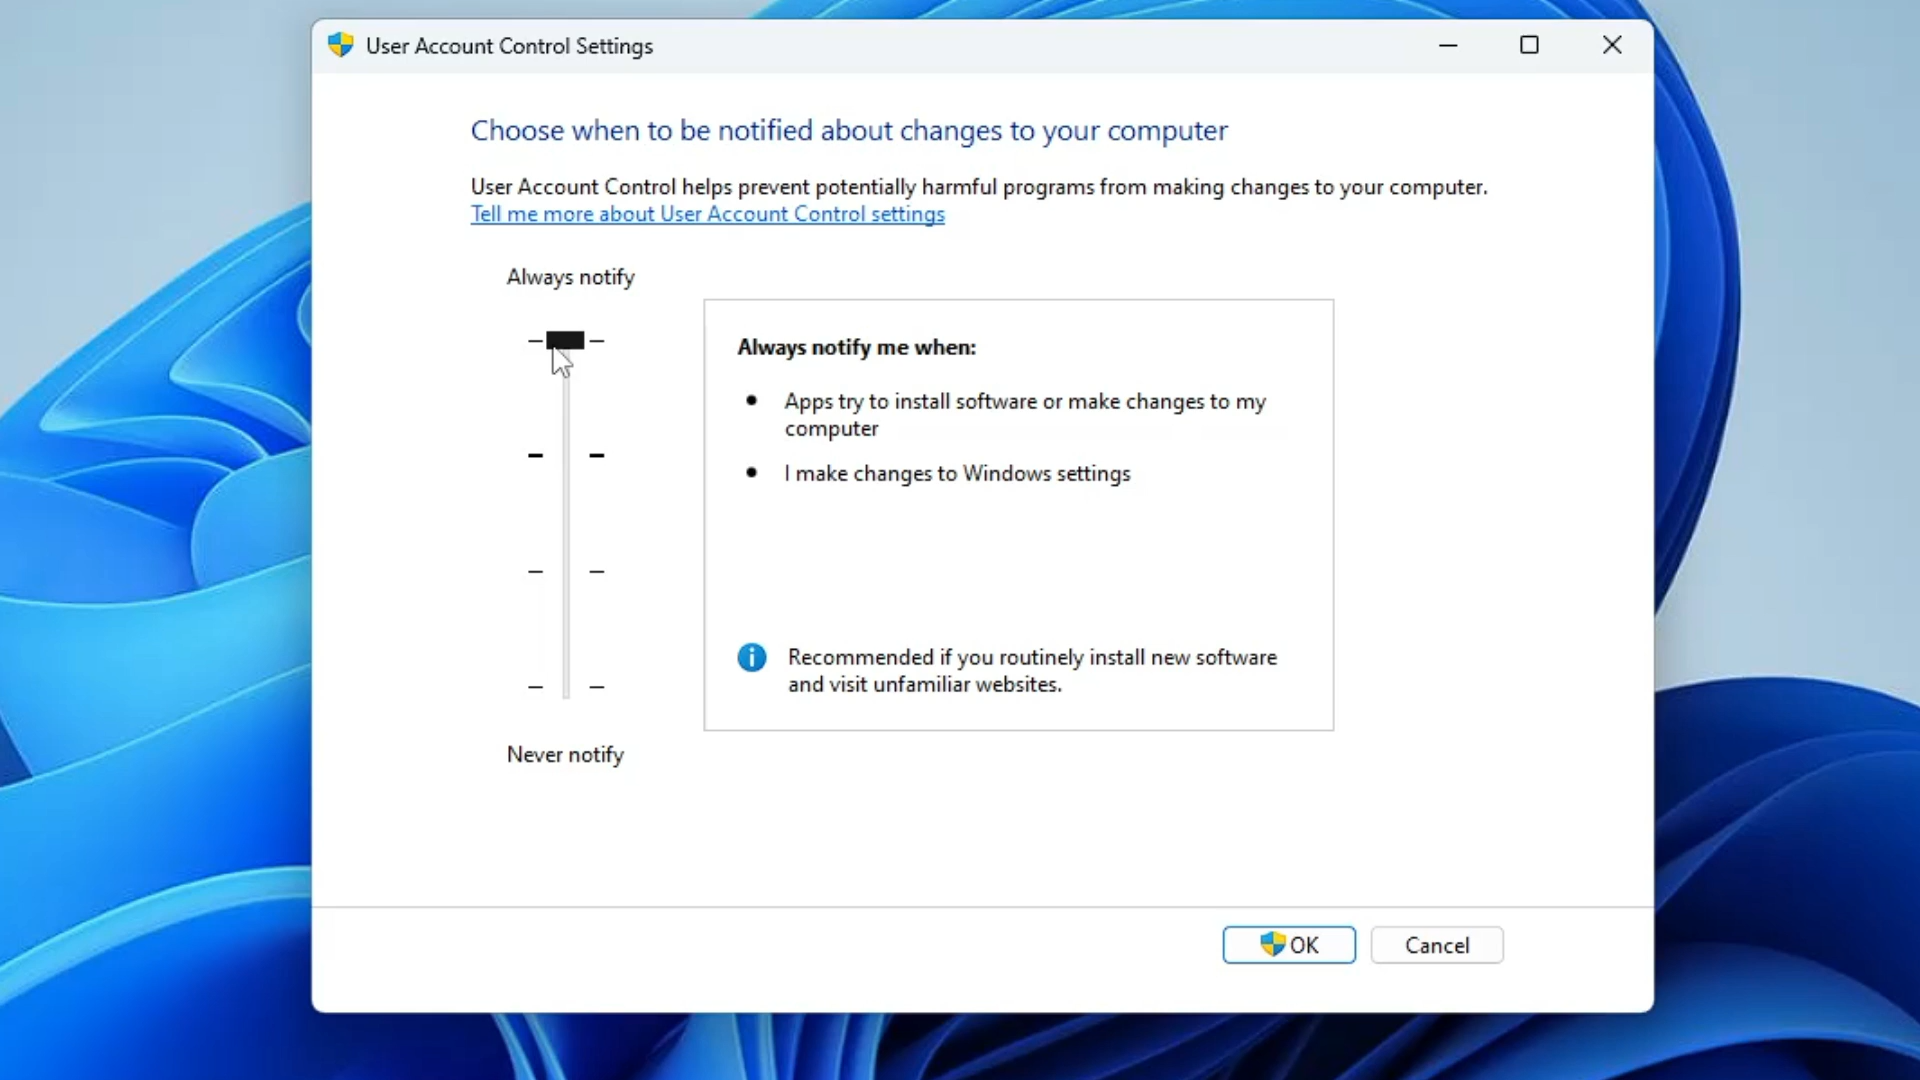 User Account Control Settings
Choose when to be notified about changes to your computer
User Account Control helps prevent potentially harmful programs from making changes to your computer.
Tell me more about User Account Control settings
Always notify
Always notify me when:
Apps try to install software or make changes to my
computer
I make changes to Windows settings
Recommended if you routinely install new software
and visit unfamiliar websites.
Never notify
OK
Cancel